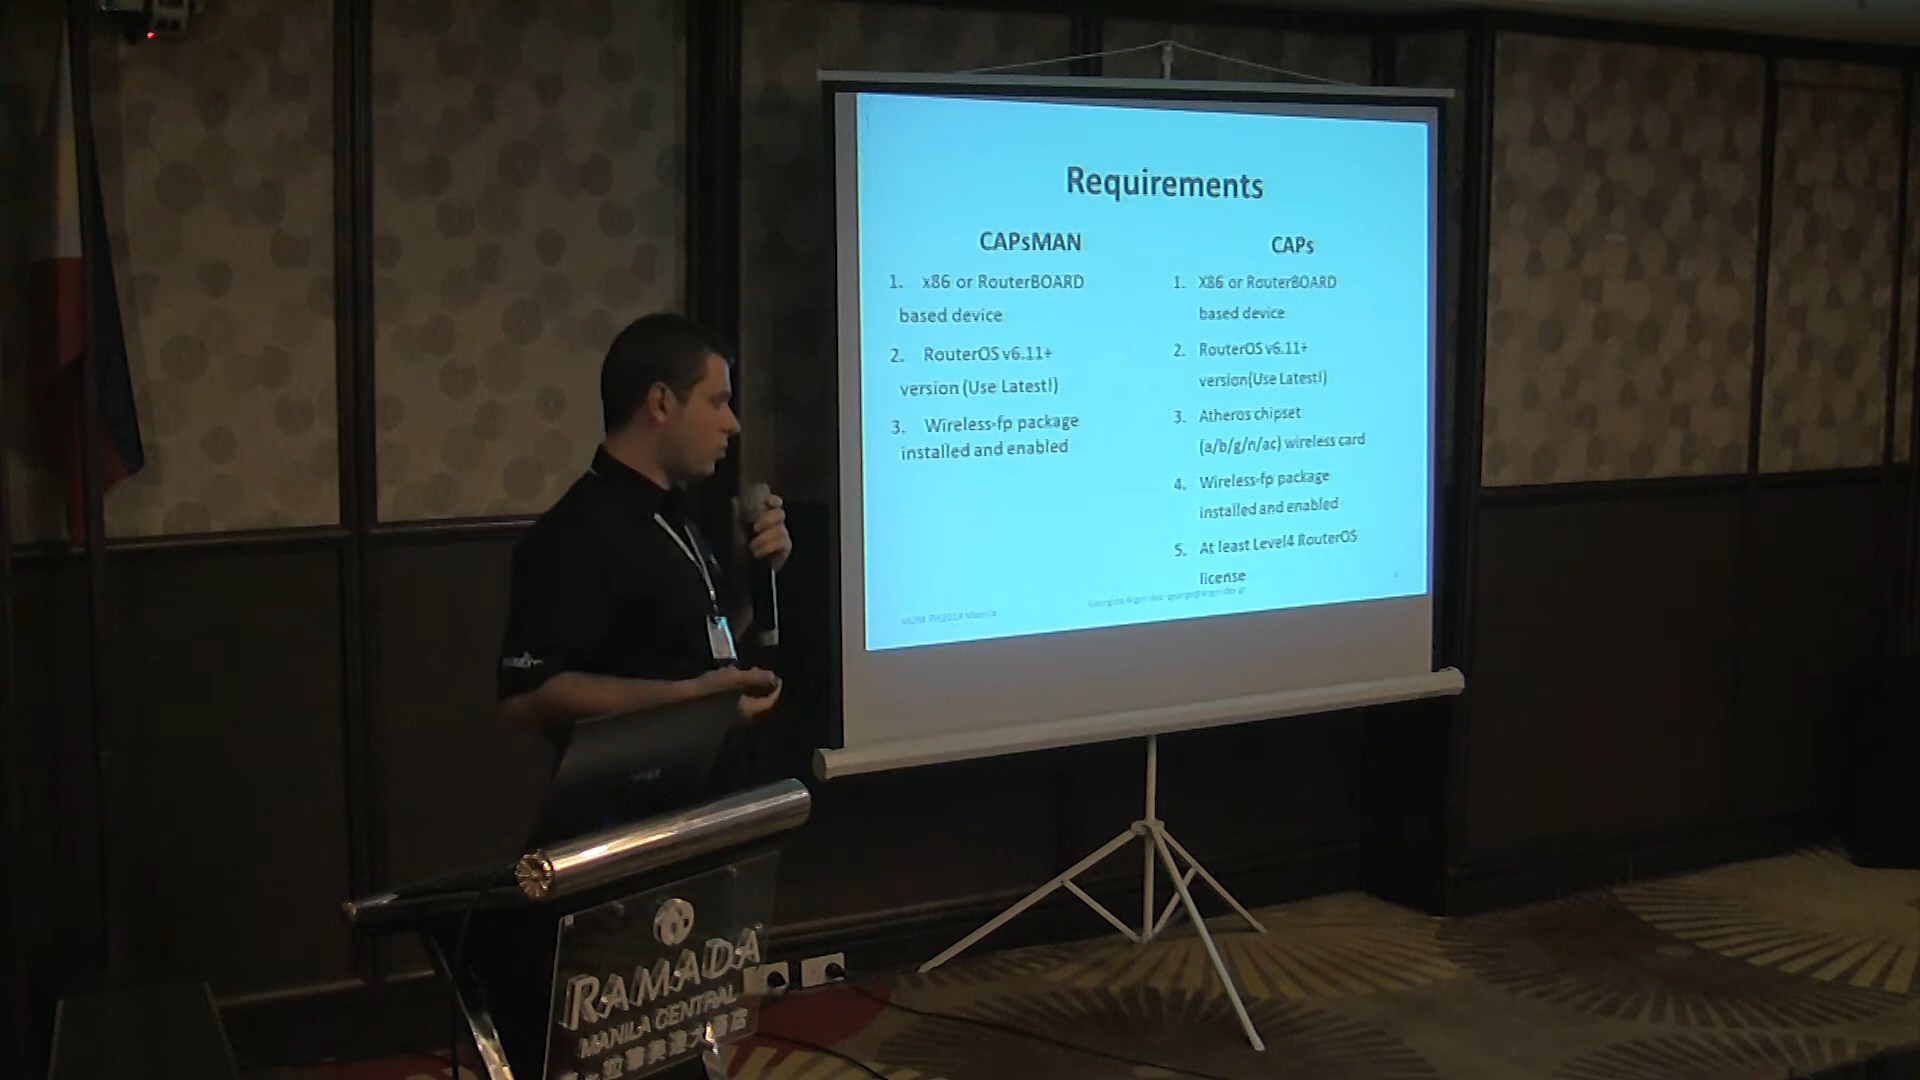 Requirements
CAPsMAN
1. x86 or RouterBOARD
based device
2. RouterOS v6.11+
version (Use Latest!)
3. Wireless-fp package
installed and enabled
CAPs
1. X86 or RouterBOARD
based device
2. RouterOS v6.11+
version(Use Latest!)
3. Atheros chipset
(a/b/g/n/ac) wireless card
4. Wireless-fp package
installed and enabled
5. At least Level4 RouterOS
license
RAMADA
MANILA CENTRAL